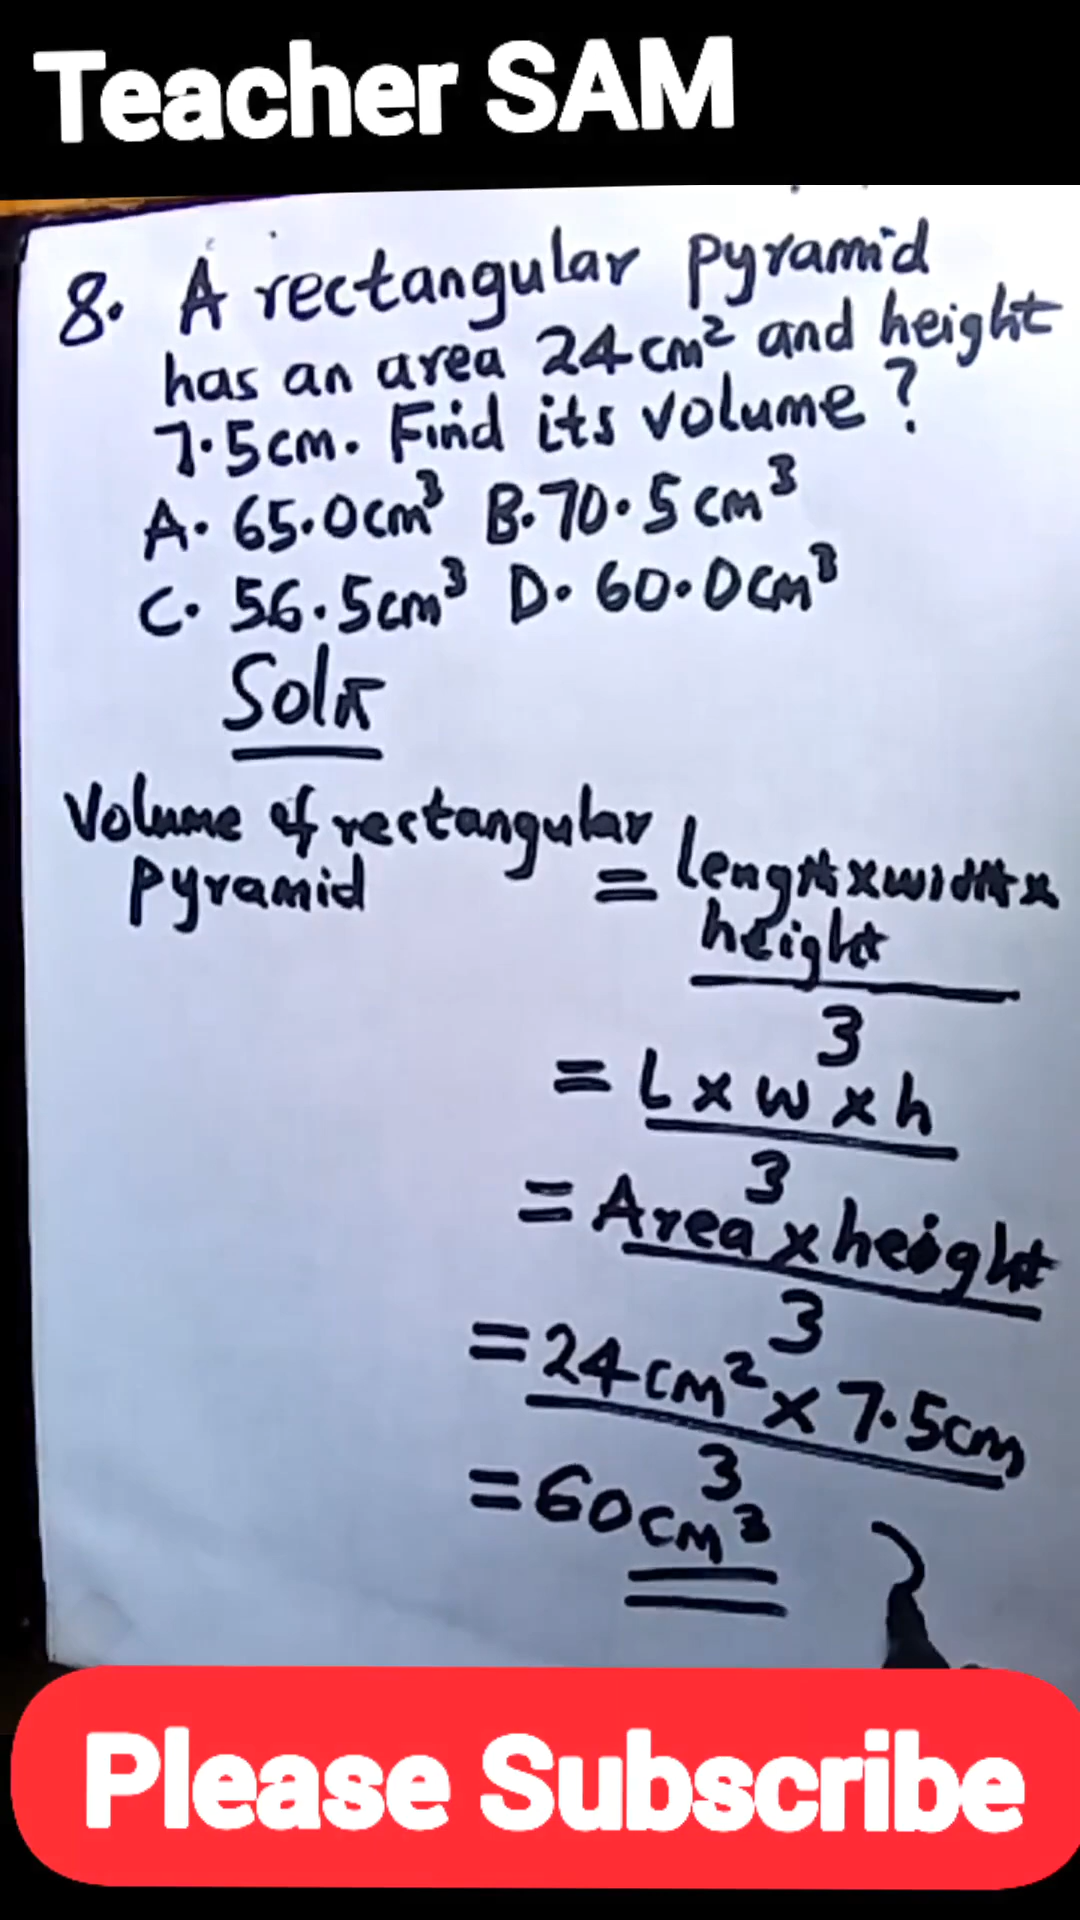 Teacher SAM
8. A rectangular pyramid
has an area 24cm² and height
7.5cm. Find its volume?
A. 65.0cm³ B. 70.5cm³
C. 56.5cm³ D. 60.0cm³
Soln
Volume of rectangular
pyramid = length x width x
height
3
= L x w x h
3
= Area x height
3
= 24cm² x 7.5cm
3
= 60cm³
Please Subscribe